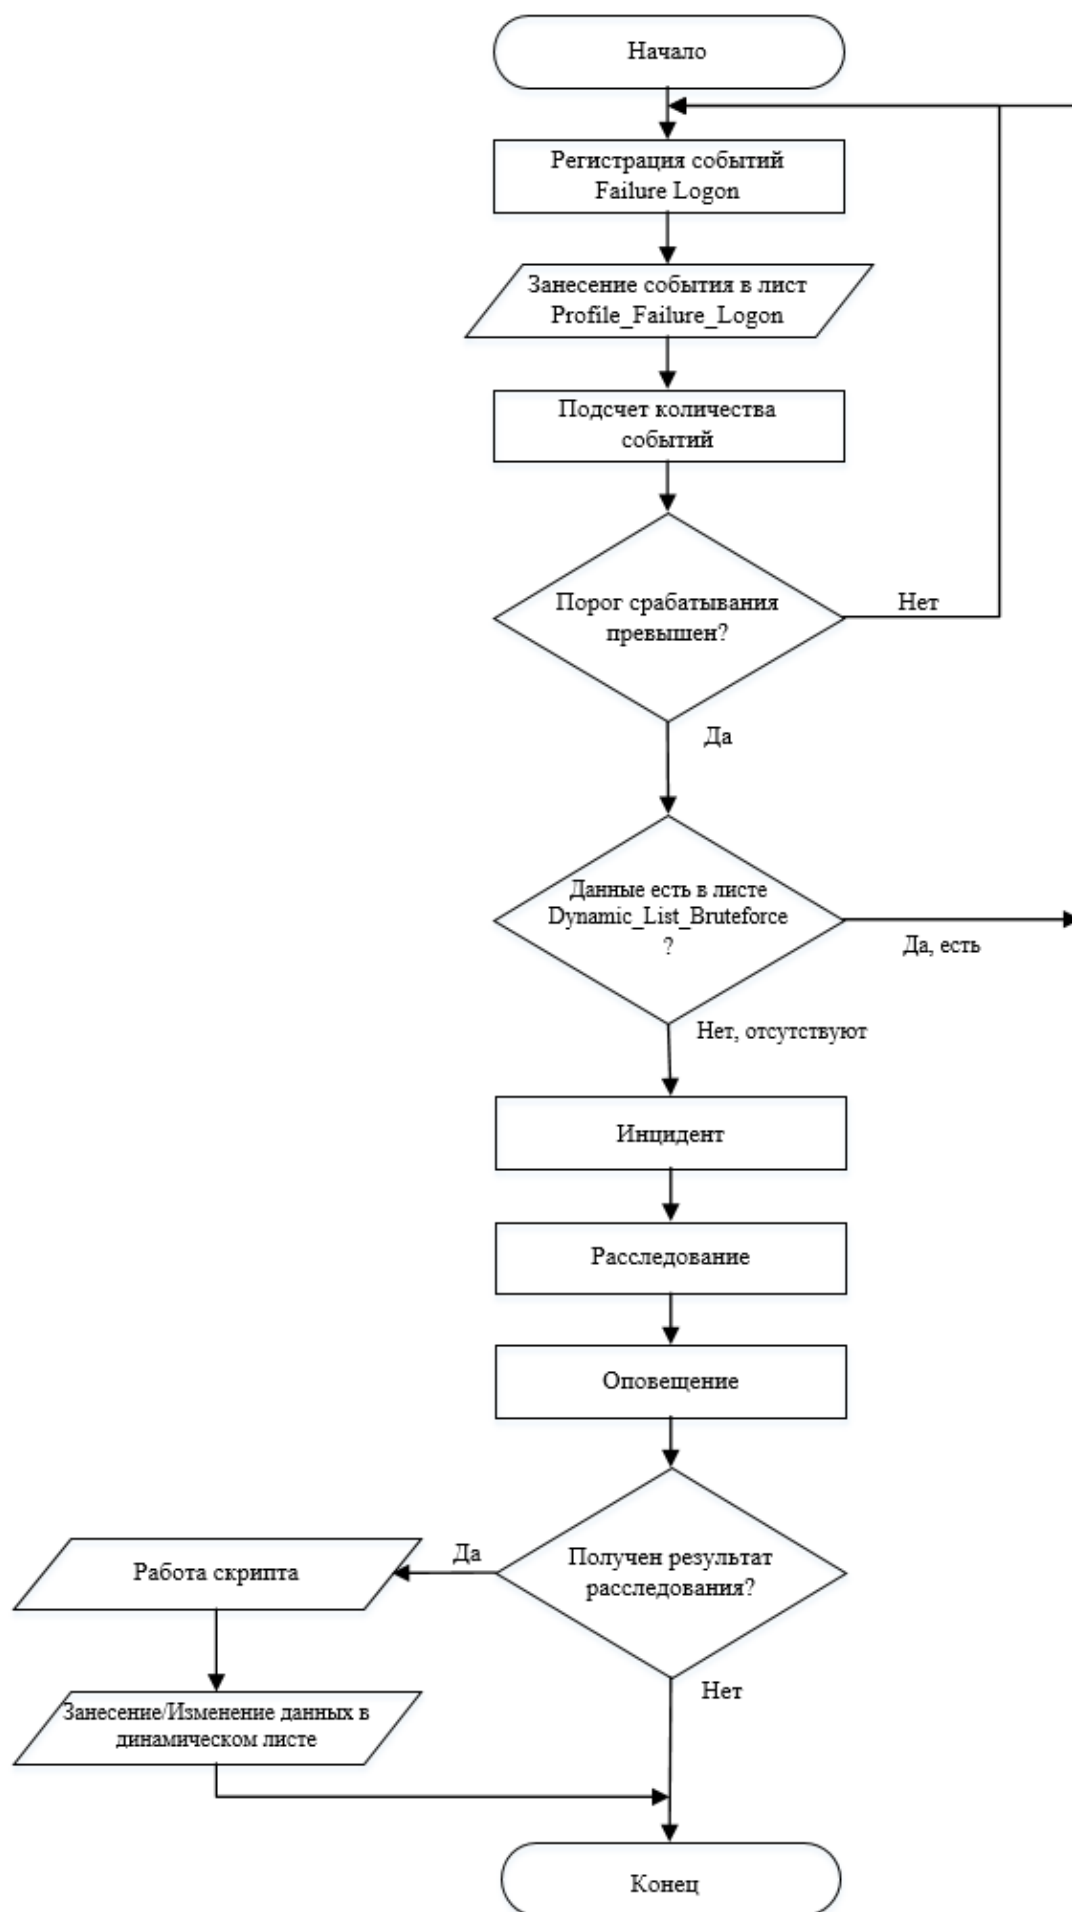 Начало
Регистрация событий
Failure Logon
Занесение события в лист
Profile_Failure_Logon
Подсчет количества
событий
Порог срабатывания
превышен?
Нет
Да
Данные есть в листе
Dynamic_List_Bruteforce
?
Да, есть
Нет, отсутствуют
Инцидент
Расследование
Оповещение
Получен результат
расследования?
Да
Работа скрипта
Нет
Занесение/Изменение данных в
динамическом листе
Конец